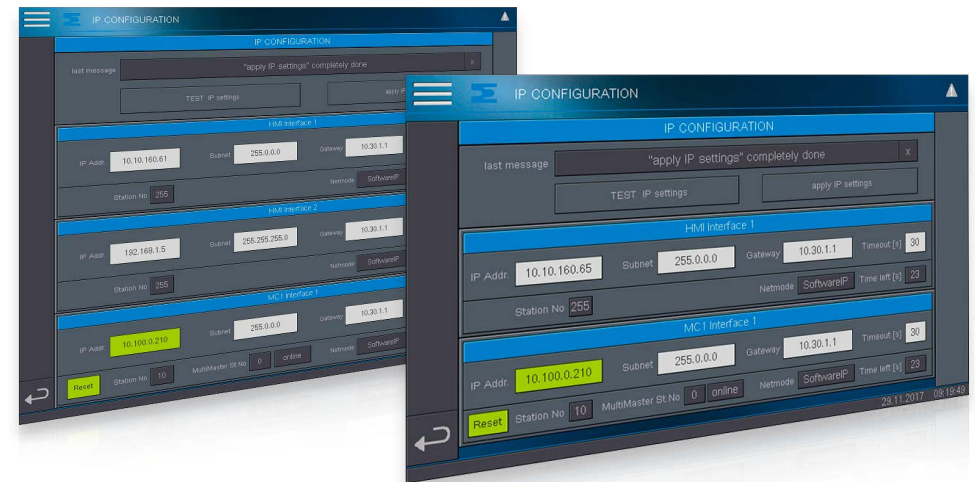 IP CONFIGURATION
IP CONFIGURATION
last message "apply IP settings" completely done x
TEST IP settings
HMI Interface 1
IP Addr. 10.10.160.61 Subnet 255.0.0.0 Gateway 10.30.1.1
Station No 255 Netmode SoftwareIP
HMI Interface 2
IP Addr. 192.168.1.5 Subnet 255.255.255.0 Gateway 10.30.1.1
Station No 255 Netmode SoftwareIP
MC1 Interface 1
IP Addr. 10.100.0.210 Subnet 255.0.0.0 Gateway 10.30.1.1
Reset Station No 10 MultiMaster St.No 0 online Netmode SoftwareIP
IP CONFIGURATION
IP CONFIGURATION
last message "apply IP settings" completely done x
TEST IP settings apply IP settings
HMI Interface 1
IP Addr. 10.10.160.65 Subnet 255.0.0.0 Gateway 10.30.1.1 Timeout [s] 30
Station No 255 Netmode SoftwareIP Time left [s] 23
MC1 Interface 1
IP Addr. 10.100.0.210 Subnet 255.0.0.0 Gateway 10.30.1.1 Timeout [s] 30
Reset Station No 10 MultiMaster St.No 0 online Netmode SoftwareIP Time left [s] 23
29.11.2017 09:19:49